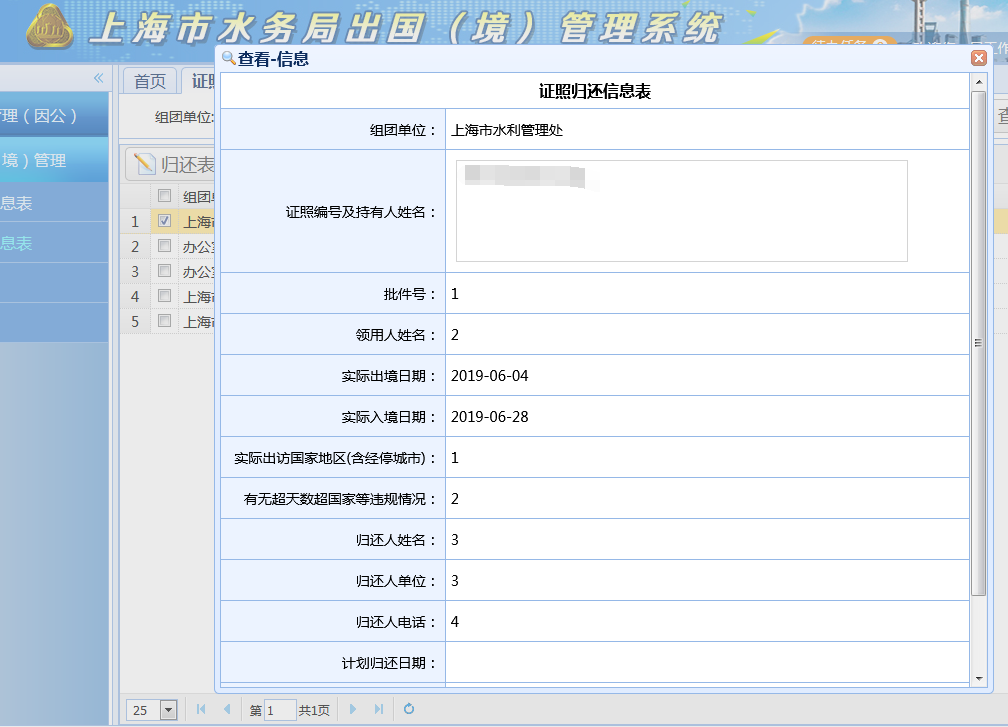 上海市水务局出国（境）管理系统
查看-信息
首页
理（因公）
组团单位:
境）管理
归还表
息表
组团
息表
1 上海
2 办公
3 办公
4 上海
5 上海
证照归还信息表
组团单位： 上海市水利管理处
证照编号及持有人姓名：
批件号： 1
领用人姓名： 2
实际出境日期： 2019-06-04
实际入境日期： 2019-06-28
实际出访国家地区(含经停城市)： 1
有无超天数超国家等违规情况： 2
归还人姓名： 3
归还人单位： 3
归还人电话： 4
计划归还日期：
25 第 1 共1页